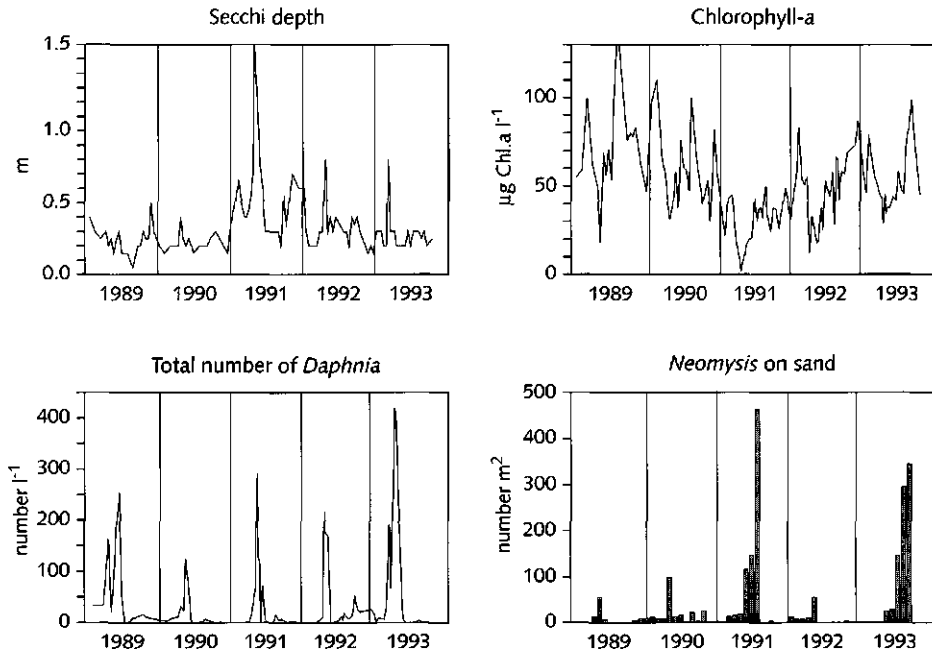 Secchi depth
1.5
1.0
0.5
0.0
m
1989 1990 1991 1992 1993
Chlorophyll-a
100
50
0
µg Chl.a l-1
1989 1990 1991 1992 1993
Total number of Daphnia
400
300
200
100
0
number l-1
1989 1990 1991 1992 1993
Neomysis on sand
500
400
300
200
100
0
number m2
1989 1990 1991 1992 1993